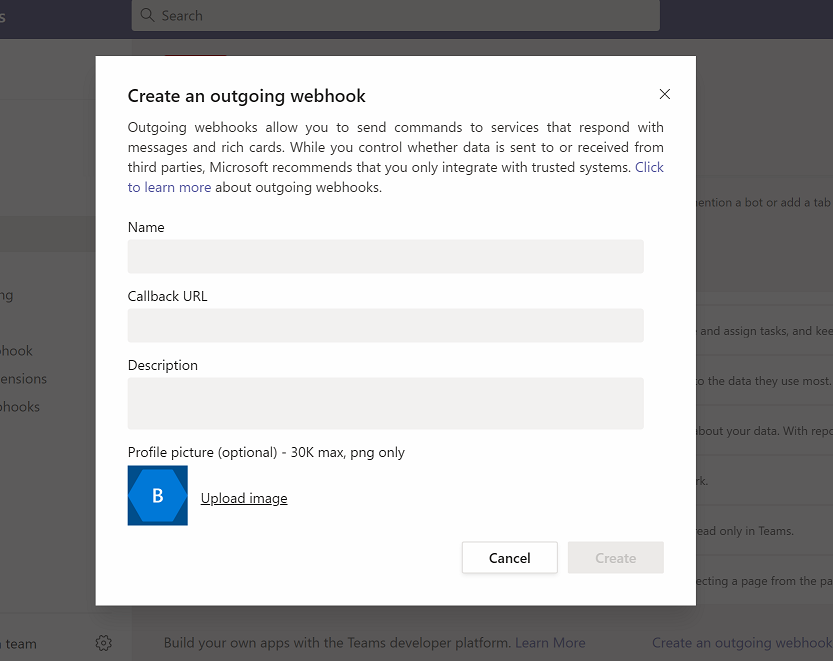 s
Search
Create an outgoing webhook
Outgoing webhooks allow you to send commands to services that respond with
messages and rich cards. While you control whether data is sent to or received from
third parties, Microsoft recommends that you only integrate with trusted systems. Click
to learn more about outgoing webhooks.
Name
Callback URL
Description
Profile picture (optional) - 30K max, png only
B
Upload image
Cancel
Create
ng
hook
ensions
hooks
team
ention a bot or add a tab
and assign tasks, and kee
to the data they use most.
bout your data. With repo
rk.
ead only in Teams.
ecting a page from the pa
Build your own apps with the Teams developer platform. Learn More
Create an outgoing webhook